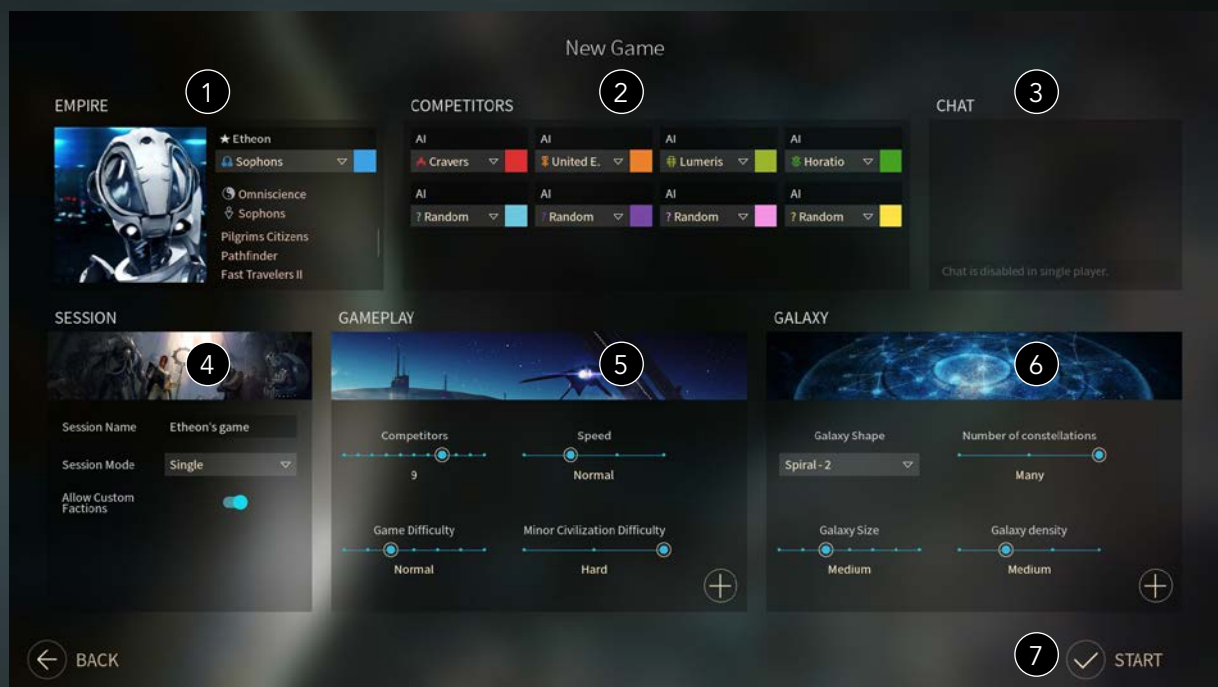 New Game
1
2
3
EMPIRE
COMPETITORS
CHAT
★ Etheon
Sophons
Omniscience
Sophons
Pilgrims Citizens
Pathfinder
Fast Travelers II
AI
AI
AI
AI
Cravers
United E.
Lumeris
Horatio
AI
AI
AI
AI
? Random
? Random
? Random
? Random
Chat is disabled in single player.
SESSION
GAMEPLAY
GALAXY
4
5
6
Session Name
Etheon's game
Session Mode
Single
Allow Custom
Factions
Competitors
9
Speed
Normal
Game Difficulty
Normal
Minor Civilization Difficulty
Hard
Galaxy Shape
Spiral - 2
Number of constellations
Many
Galaxy Size
Medium
Galaxy density
Medium
BACK
7
START